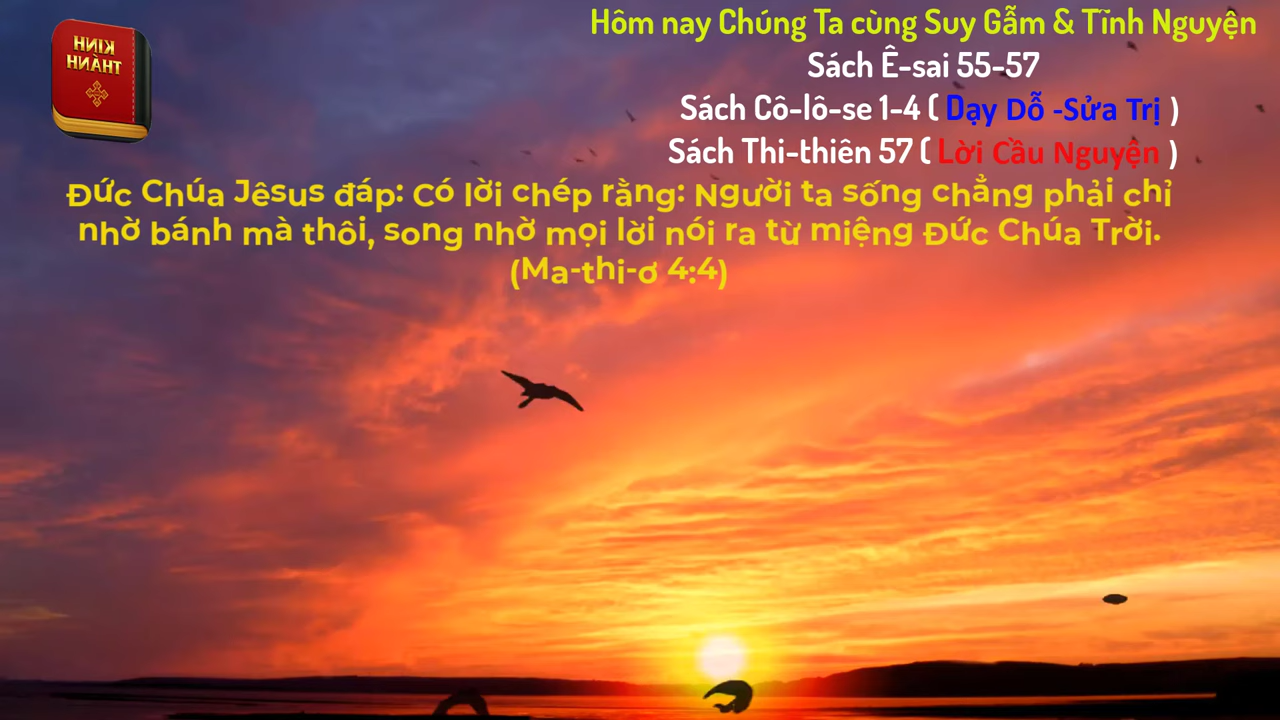 KINH
THÁNH
Hôm nay Chúng Ta cùng Suy Gẫm & Tĩnh Nguyện
Sách Ê-sai 55-57
Sách Cô-lô-se 1-4 ( Dạy Dỗ -Sửa Trị )
Sách Thi-thiên 57 ( Lời Cầu Nguyện )
Đức Chúa Jêsus đáp: Có lời chép rằng: Người ta sống chẳng phải chỉ
nhờ bánh mà thôi, song nhờ mọi lời nói ra từ miệng Đức Chúa Trời.
(Ma-thi-ơ 4:4)